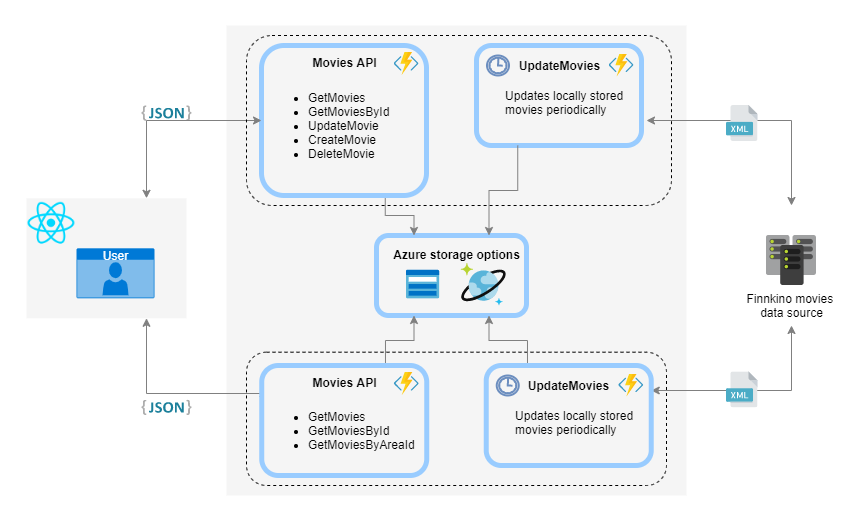 Movies API
GetMovies
GetMoviesById
UpdateMovie
CreateMovie
DeleteMovie
UpdateMovies
Updates locally stored
movies periodically
{JSON}
XML
User
Azure storage options
Finnkino movies
data source
{JSON}
Movies API
GetMovies
GetMoviesById
GetMoviesByAreaId
UpdateMovies
Updates locally stored
movies periodically
XML